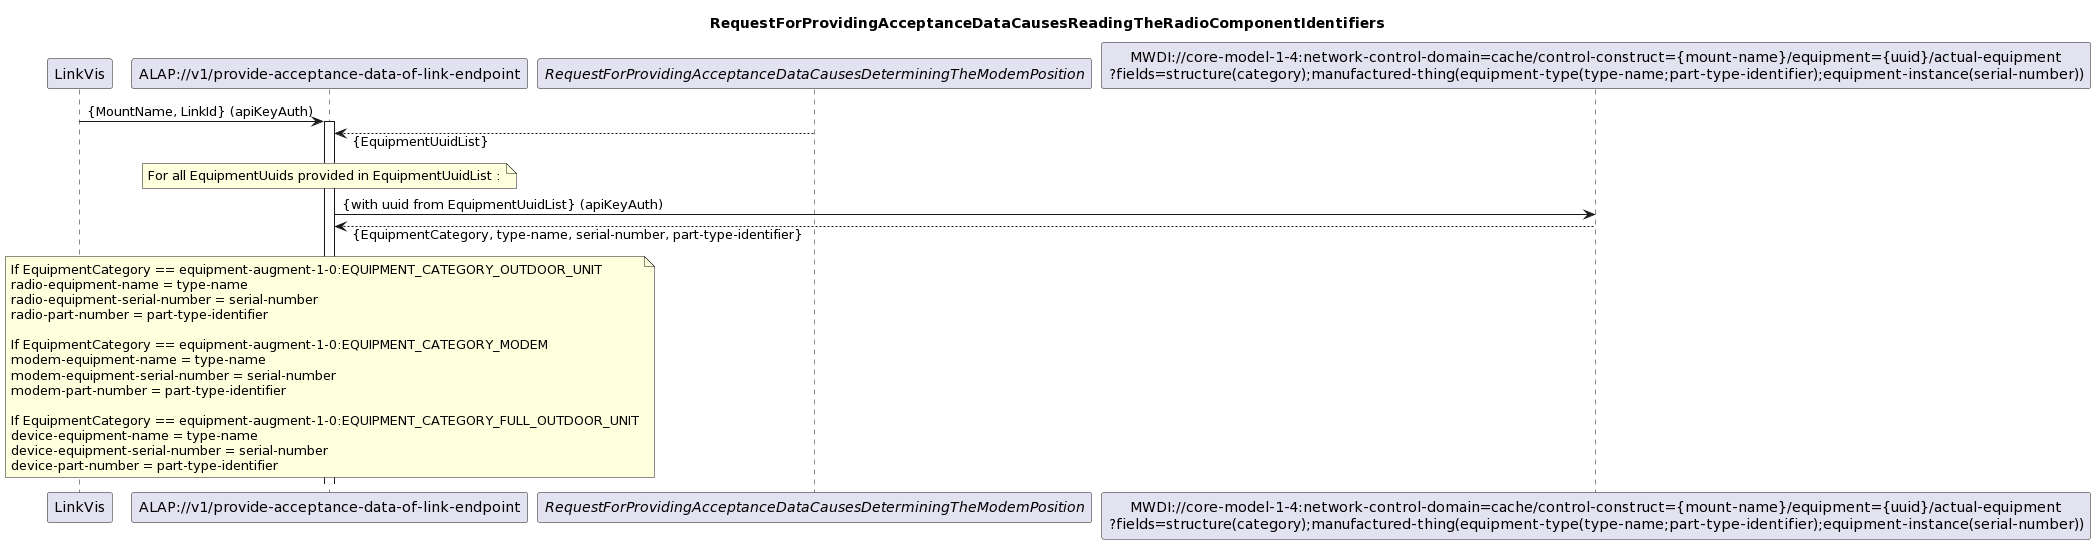 RequestForProvidingAcceptanceDataCausesReadingTheRadioComponentIdentifiers
LinkVis
ALAP://v1/provide-acceptance-data-of-link-endpoint
RequestForProvidingAcceptanceDataCausesDeterminingTheModemPosition
MWDI://core-model-1-4:network-control-domain=cache/control-construct={mount-name}/equipment={uuid}/actual-equipment
?fields=structure(category);manufactured-thing(equipment-type(type-name;part-type-identifier);equipment-instance(serial-number))
{MountName, LinkId} (apiKeyAuth)
{EquipmentUuidList}
For all EquipmentUuids provided in EquipmentUuidList :
{with uuid from EquipmentUuidList} (apiKeyAuth)
{EquipmentCategory, type-name, serial-number, part-type-identifier}
If EquipmentCategory == equipment-augment-1-0:EQUIPMENT_CATEGORY_OUTDOOR_UNIT
radio-equipment-name = type-name
radio-equipment-serial-number = serial-number
radio-part-number = part-type-identifier
If EquipmentCategory == equipment-augment-1-0:EQUIPMENT_CATEGORY_MODEM
modem-equipment-name = type-name
modem-equipment-serial-number = serial-number
modem-part-number = part-type-identifier
If EquipmentCategory == equipment-augment-1-0:EQUIPMENT_CATEGORY_FULL_OUTDOOR_UNIT
device-equipment-name = type-name
device-equipment-serial-number = serial-number
device-part-number = part-type-identifier
LinkVis
ALAP://v1/provide-acceptance-data-of-link-endpoint
RequestForProvidingAcceptanceDataCausesDeterminingTheModemPosition
MWDI://core-model-1-4:network-control-domain=cache/control-construct={mount-name}/equipment={uuid}/actual-equipment
?fields=structure(category);manufactured-thing(equipment-type(type-name;part-type-identifier);equipment-instance(serial-number))